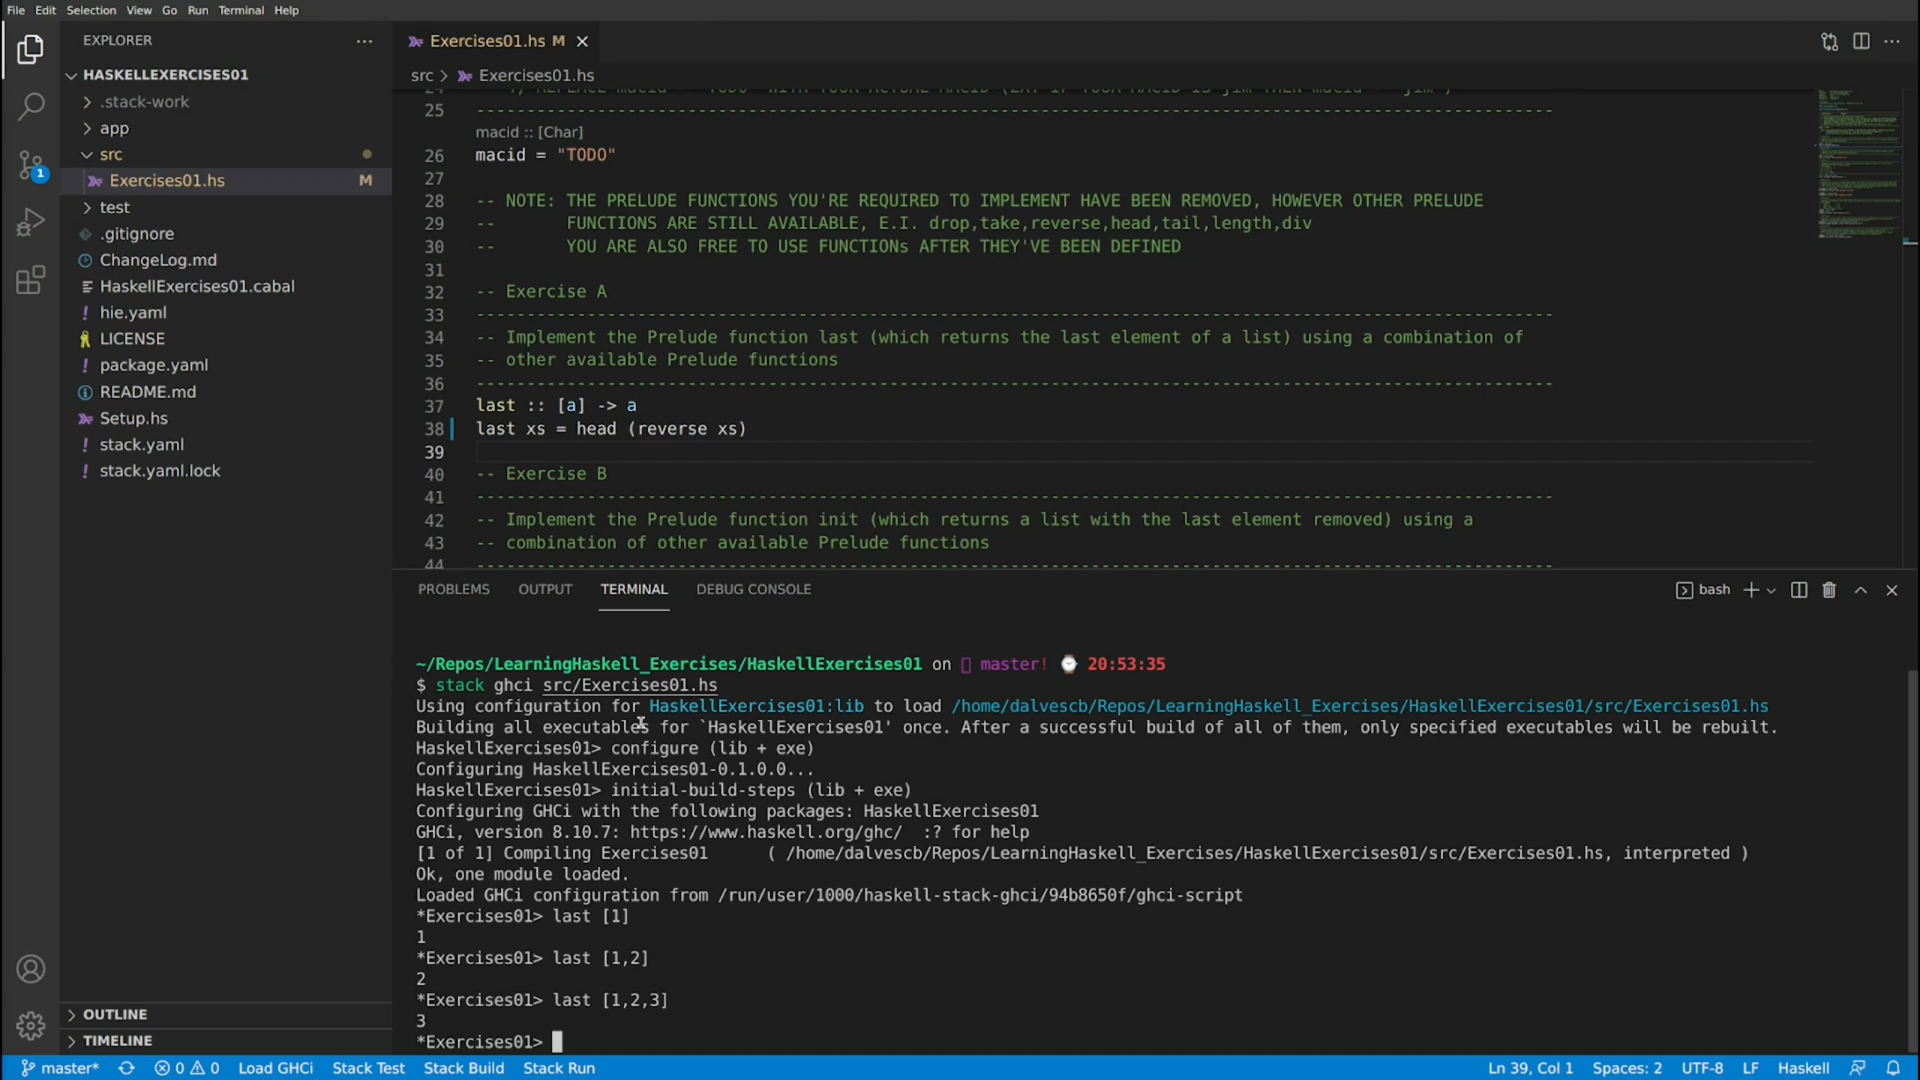 File Edit Selection View Go Run Terminal Help
EXPLORER
HASKELLEXERCISES01
.stack-work
app
src
Exercises01.hs M
test
.gitignore
ChangeLog.md
HaskellExercises01.cabal
hie.yaml
LICENSE
package.yaml
README.md
Setup.hs
stack.yaml
stack.yaml.lock
OUTLINE
TIMELINE
1
Exercises01.hs M
src > Exercises01.hs
25 --------------------------------------------------------------------------------
macid :: [Char]
26 macid = "TODO"
27
28 -- NOTE: THE PRELUDE FUNCTIONS YOU'RE REQUIRED TO IMPLEMENT HAVE BEEN REMOVED, HOWEVER OTHER PRELUDE
29 --       FUNCTIONS ARE STILL AVAILABLE, E.I. drop,take,reverse,head,tail,length,div
30 --       YOU ARE ALSO FREE TO USE FUNCTIONs AFTER THEY'VE BEEN DEFINED
31
32 -- Exercise A
33 --------------------------------------------------------------------------------
34 -- Implement the Prelude function last (which returns the last element of a list) using a combination of
35 -- other available Prelude functions
36 --------------------------------------------------------------------------------
37 last :: [a] -> a
38 last xs = head (reverse xs)
39
40 -- Exercise B
41 --------------------------------------------------------------------------------
42 -- Implement the Prelude function init (which returns a list with the last element removed) using a
43 -- combination of other available Prelude functions
44 --------------------------------------------------------------------------------
PROBLEMS OUTPUT TERMINAL DEBUG CONSOLE
bash
~/Repos/LearningHaskell_Exercises/HaskellExercises01 on master! 20:53:35
$ stack ghci src/Exercises01.hs
Using configuration for HaskellExercises01:lib to load /home/dalvescb/Repos/LearningHaskell_Exercises/HaskellExercises01/src/Exercises01.hs
Building all executables for `HaskellExercises01' once. After a successful build of all of them, only specified executables will be rebuilt.
HaskellExercises01> configure (lib + exe)
Configuring HaskellExercises01-0.1.0.0...
HaskellExercises01> initial-build-steps (lib + exe)
Configuring GHCi with the following packages: HaskellExercises01
GHCi, version 8.10.7: https://www.haskell.org/ghc/  :? for help
[1 of 1] Compiling Exercises01      ( /home/dalvescb/Repos/LearningHaskell_Exercises/HaskellExercises01/src/Exercises01.hs, interpreted )
Ok, one module loaded.
Loaded GHCi configuration from /run/user/1000/haskell-stack-ghci/94b8650f/ghci-script
*Exercises01> last [1]
1
*Exercises01> last [1,2]
2
*Exercises01> last [1,2,3]
3
*Exercises01>
master* 0 0 Load GHCi Stack Test Stack Build Stack Run Ln 39, Col 1 Spaces: 2 UTF-8 LF Haskell